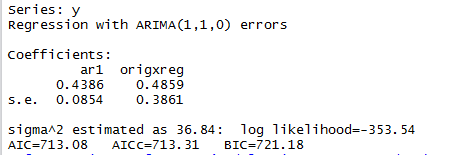 Series: y
Regression with ARIMA(1,1,0) errors
Coefficients:
ar1 origxreg
0.4386 0.4859
s.e. 0.0854 0.3861
sigma^2 estimated as 36.84: log likelihood=-353.54
AIC=713.08 AICc=713.31 BIC=721.18